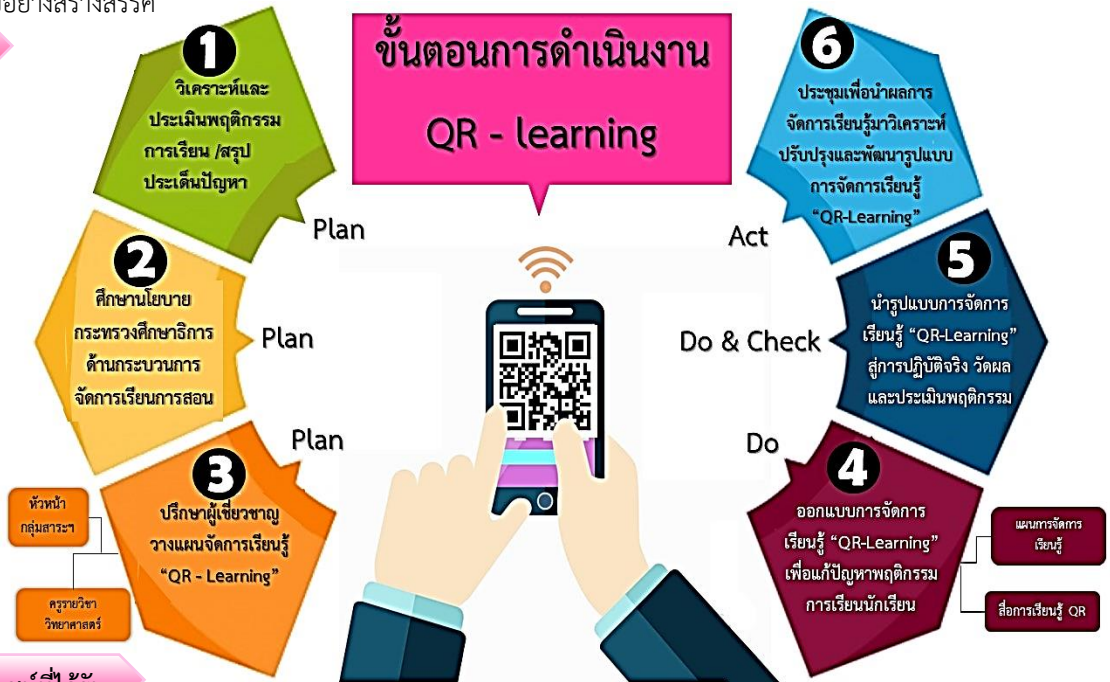 ขั้นตอนการดำเนินงาน
QR - learning
1
วิเคราะห์และ
ประเมินพฤติกรรม
การเรียน /สรุป
ประเด็นปัญหา
Plan
2
ศึกษานโยบาย
กระทรวงศึกษาธิการ
ด้านกระบวนการ
จัดการเรียนการสอน
Plan
3
ปรึกษาผู้เชี่ยวชาญ
วางแผนจัดการเรียนรู้
“QR - Learning”
Plan
หัวหน้า
กลุ่มสาระฯ
ครูรายวิชา
วิทยาศาสตร์
4
ออกแบบการจัดการ
เรียนรู้ “QR-Learning”
เพื่อแก้ปัญหาพฤติกรรม
การเรียนนักเรียน
Do
แผนการจัดการ
เรียนรู้
สื่อการเรียนรู้ QR
5
นำรูปแบบการจัดการ
เรียนรู้ “QR-Learning”
สู่การปฏิบัติจริง วัดผล
และประเมินพฤติกรรม
Do & Check
6
ประชุมเพื่อนำผลการ
จัดการเรียนรู้มาวิเคราะห์
ปรับปรุงและพัฒนารูปแบบ
การจัดการเรียนรู้
“QR-Learning”
Act